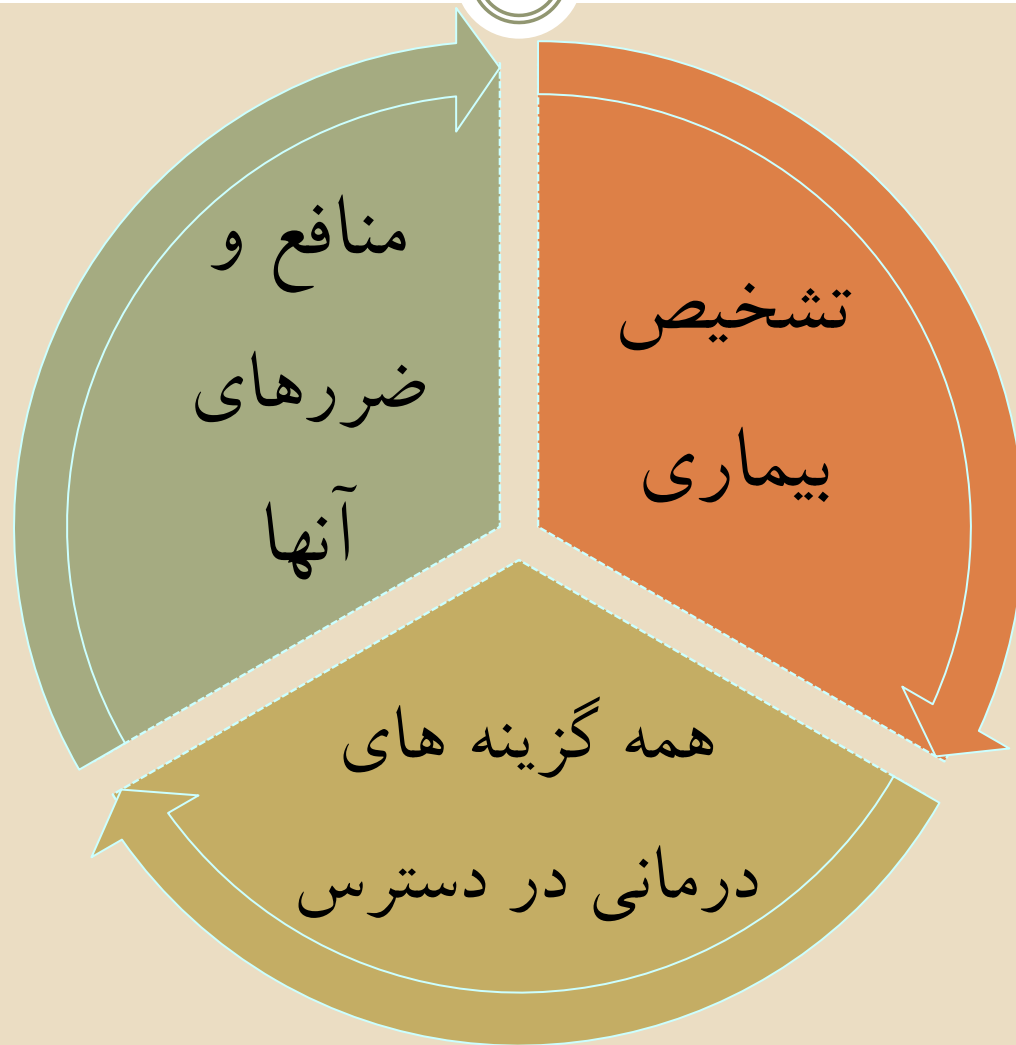 تشخیص
بیماری
همه گزینه های
درمانی در دسترس
منافع و
ضررهای
آنها